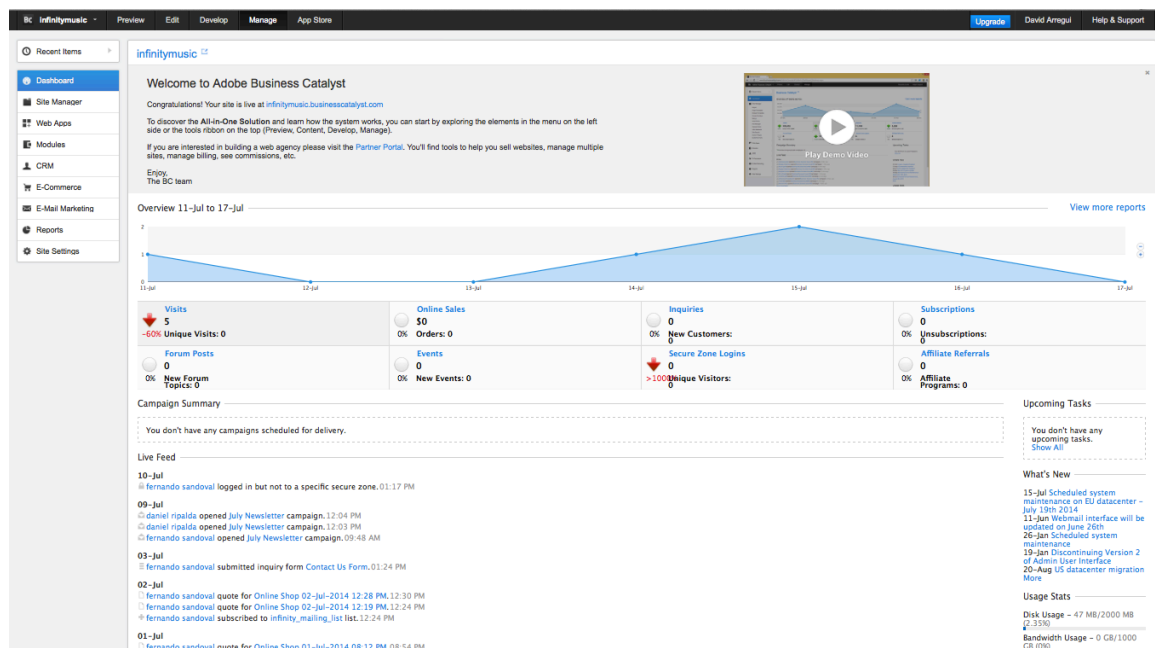 BC Infinitymusic Preview Edit Develop Manage App Store Upgrade David Arregui Help & Support
Recent Items
Dashboard
Site Manager
Web Apps
Modules
CRM
E-Commerce
E-Mail Marketing
Reports
Site Settings
infinitymusic
Welcome to Adobe Business Catalyst
Congratulations! Your site is live at infinitymusic.businesscatalyst.com
To discover the All-in-One Solution and learn how the system works, you can start by exploring the elements in the menu on the left
side or the tools ribbon on the top (Preview, Content, Develop, Manage).
If you are interested in building a web agency please visit the Partner Portal. You'll find tools to help you sell websites, manage multiple
sites, manage billing, see commissions, etc.
Enjoy,
The BC team
Play Demo Video
Overview 11-Jul to 17-Jul
View more reports
2
1
0
11-Jul 12-Jul 13-Jul 14-Jul 15-Jul 16-Jul 17-Jul
Visits
5
-60% Unique Visits: 0
Online Sales
$0
0% Orders: 0
Inquiries
0
0% New Customers:
0
Subscriptions
0
0% Unsubscriptions:
0
Forum Posts
0
0% New Forum
Topics: 0
Events
0
0% New Events: 0
Secure Zone Logins
0
>1000% Unique Visitors:
0
Affiliate Referrals
0
0% Affiliate
Programs: 0
Campaign Summary
You don't have any campaigns scheduled for delivery.
Live Feed
10-Jul
fernando sandoval logged in but not to a specific secure zone. 01:17 PM
09-Jul
daniel ripalda opened July Newsletter campaign. 12:04 PM
daniel ripalda opened July Newsletter campaign. 12:03 PM
fernando sandoval opened July Newsletter campaign. 09:48 AM
03-Jul
fernando sandoval submitted inquiry form Contact Us Form. 01:24 PM
02-Jul
fernando sandoval quote for Online Shop 02-Jul-2014 12:28 PM. 12:30 PM
fernando sandoval quote for Online Shop 02-Jul-2014 12:19 PM. 12:24 PM
fernando sandoval subscribed to infinity_mailing_list list. 12:24 PM
01-Jul
fernando sandoval quote for Online Shop 01-Jul-2014 08:12 PM. 08:54 PM
Upcoming Tasks
You don't have any
upcoming tasks.
Show All
What's New
15-Jul Scheduled system
maintenance on EU datacenter -
July 19th 2014
11-Jun Webmail interface will be
updated on June 26th
26-Jan Scheduled system
maintenance
19-Jan Discontinuing Version 2
of Admin User Interface
20-Aug US datacenter migration
More
Usage Stats
Disk Usage - 47 MB/2000 MB
(2.35%)
Bandwidth Usage - 0 GB/1000
GB (0%)